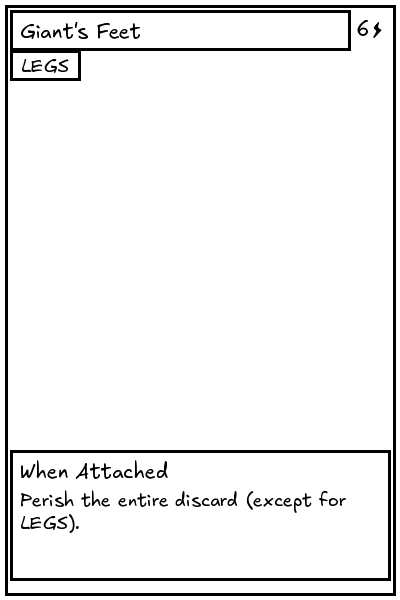 Giant's Feet
6⚡
LEGS
When Attached
Perish the entire discard (except for
LEGS).